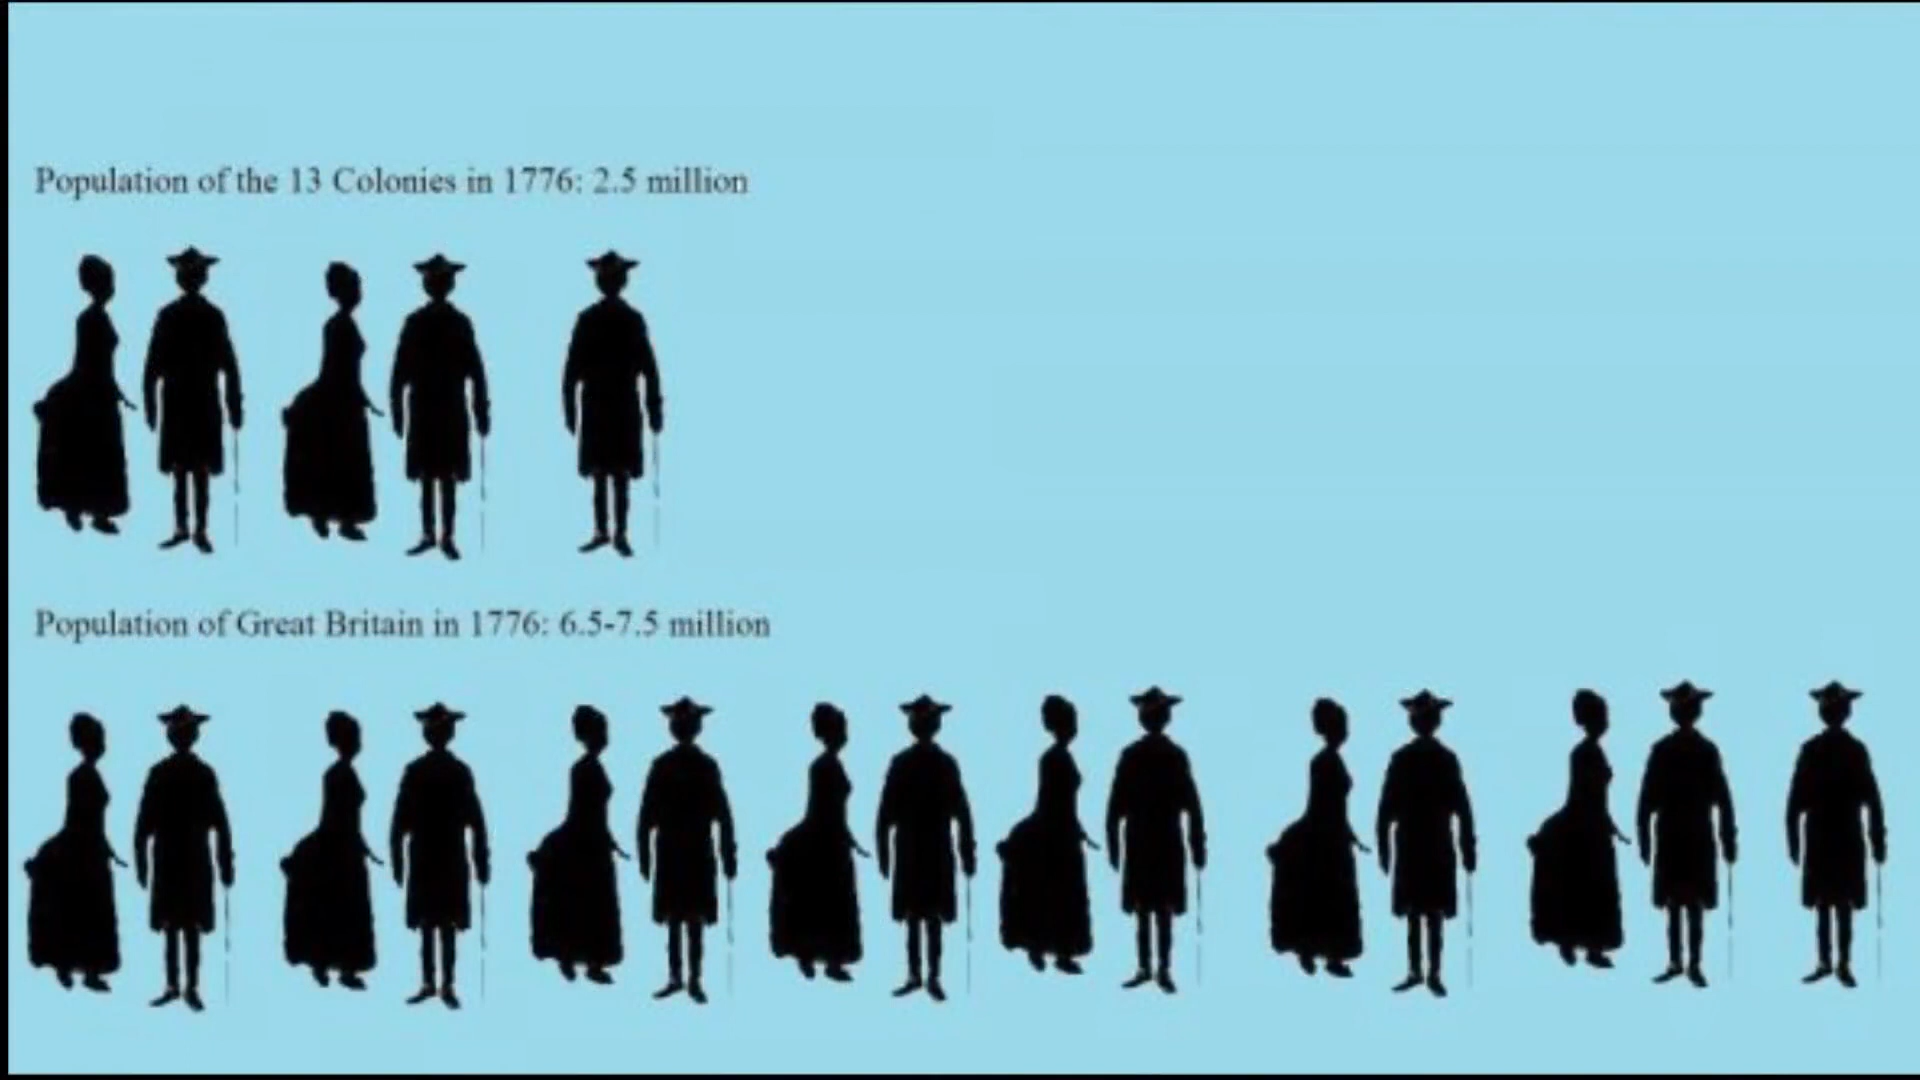 Population of the 13 Colonies in 1776: 2.5 million
Population of Great Britain in 1776: 6.5-7.5 million